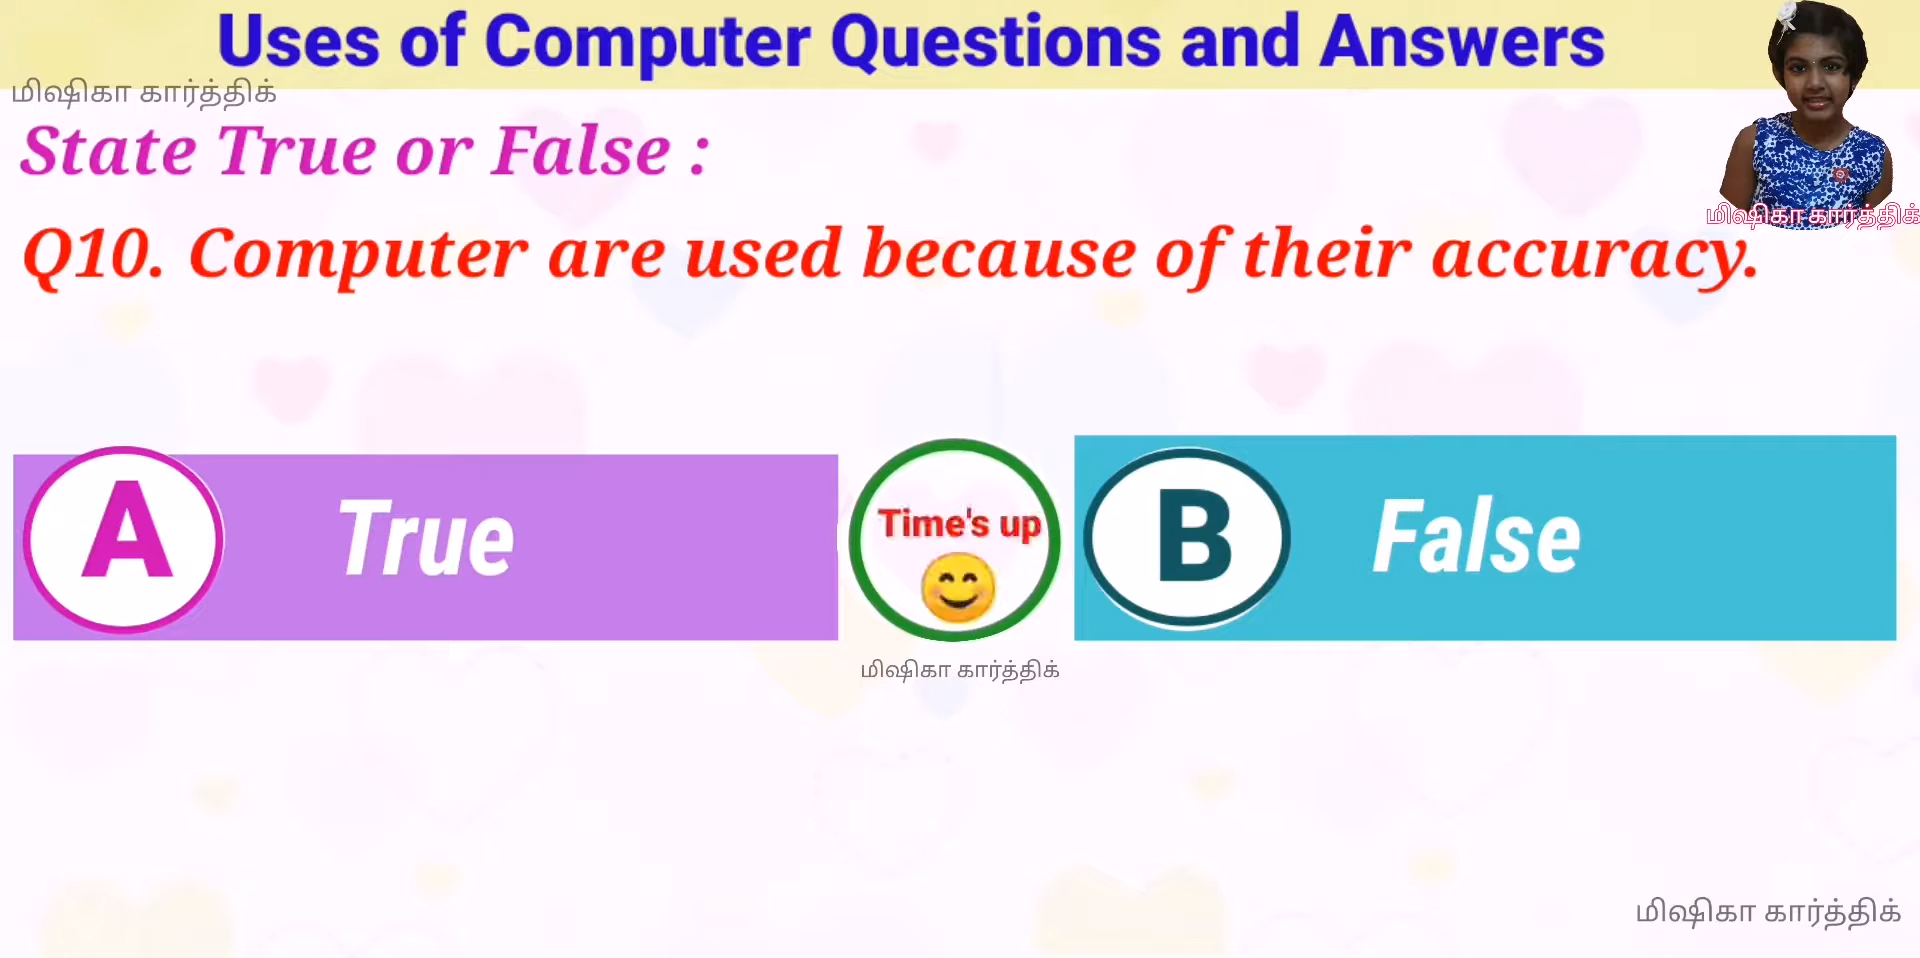 Uses of Computer Questions and Answers
மிஷிகா கார்த்திக்
State True or False :
மிஷிகா கார்த்திக்
Q10. Computer are used because of their accuracy.
A True
Time's up
B False
மிஷிகா கார்த்திக்
மிஷிகா கார்த்திக்